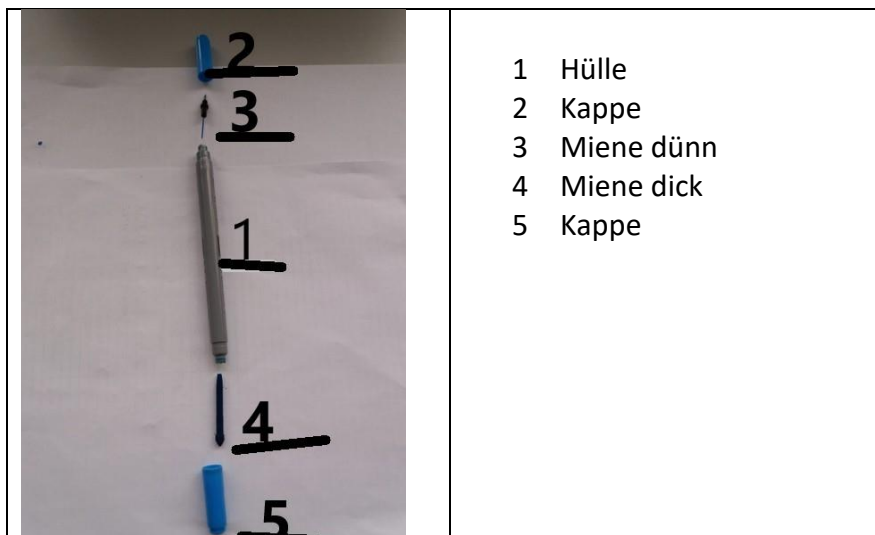 2
3
1
4
5
1 Hülle
2 Kappe
3 Miene dünn
4 Miene dick
5 Kappe